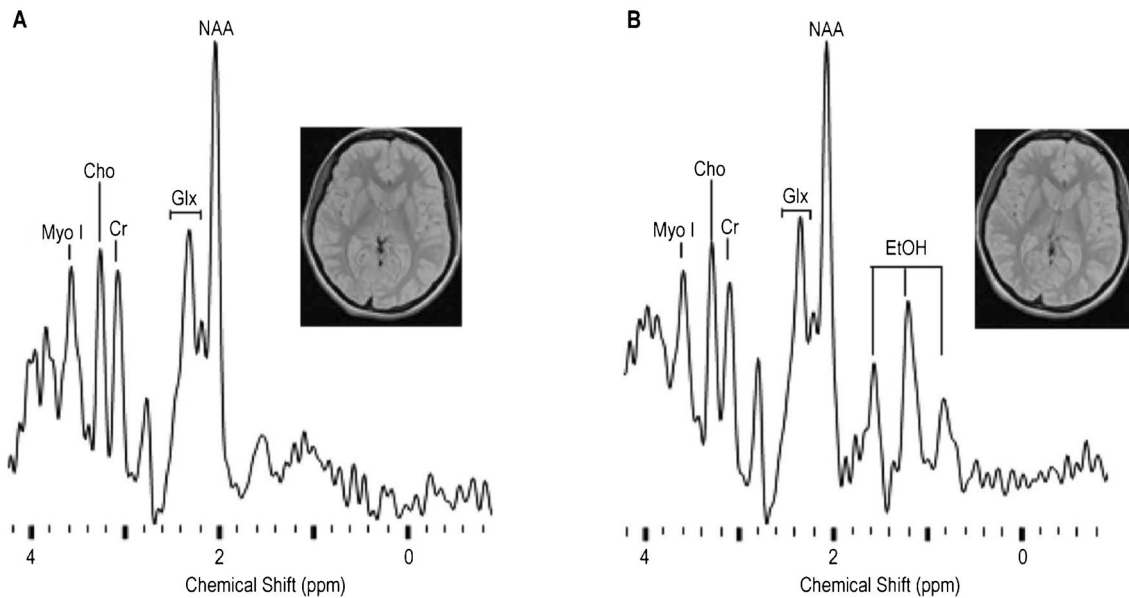 A
NAA
Cho
Glx
Myo I
Cr
4
2
0
Chemical Shift (ppm)
B
NAA
Cho
Glx
Myo I
Cr
EtOH
4
2
0
Chemical Shift (ppm)